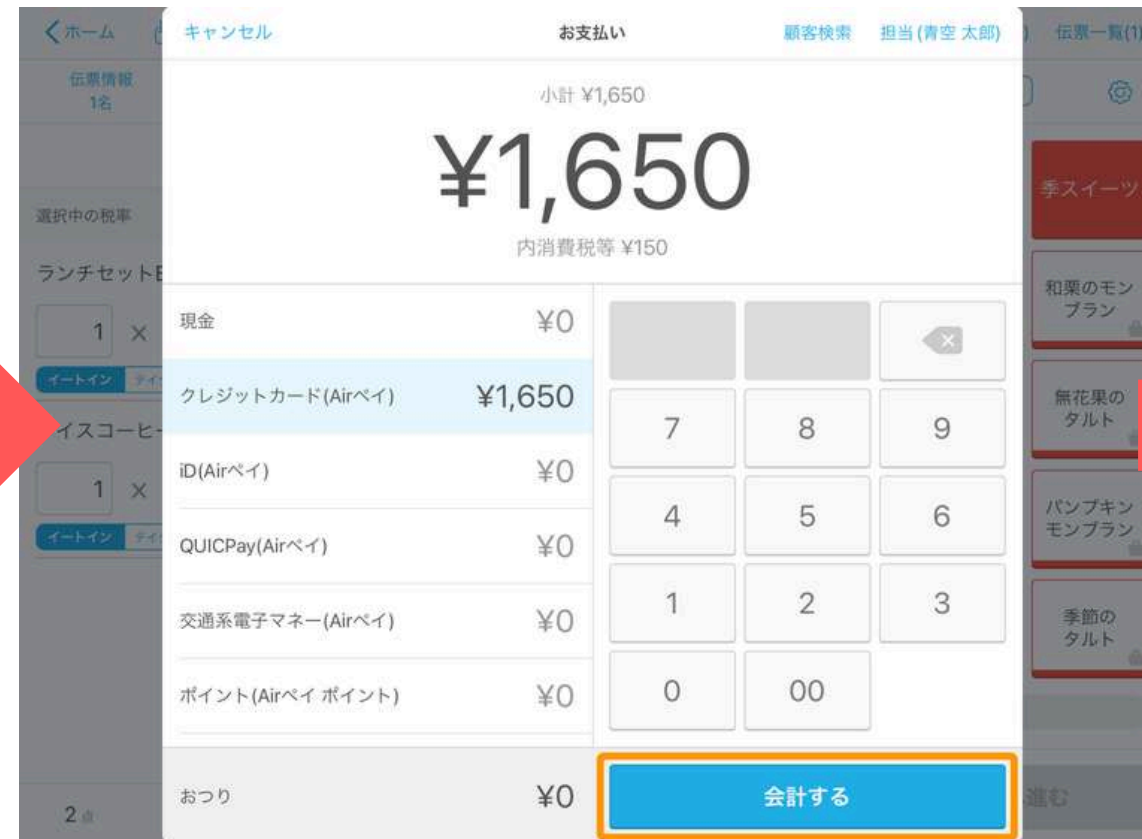 ホーム
キャンセル
お支払い
顧客検索
担当(青空 太郎)
伝票一覧(1)
伝票情報
1名
小計 ¥1,650
¥1,650
内消費税等 ¥150
選択中の税率
季スイーツ
ランチセット
1 ×
イートイン
和栗のモン
ブラン
現金 ¥0
クレジットカード(Airペイ) ¥1,650
iD(Airペイ) ¥0
QUICPay(Airペイ) ¥0
交通系電子マネー(Airペイ) ¥0
ポイント(Airペイ ポイント) ¥0
イスコーヒー
1 ×
イートイン
7 8 9
4 5 6
1 2 3
0 00
無花果の
タルト
パンプキン
モンブラン
季節の
タルト
2点
おつり ¥0
会計する
進む